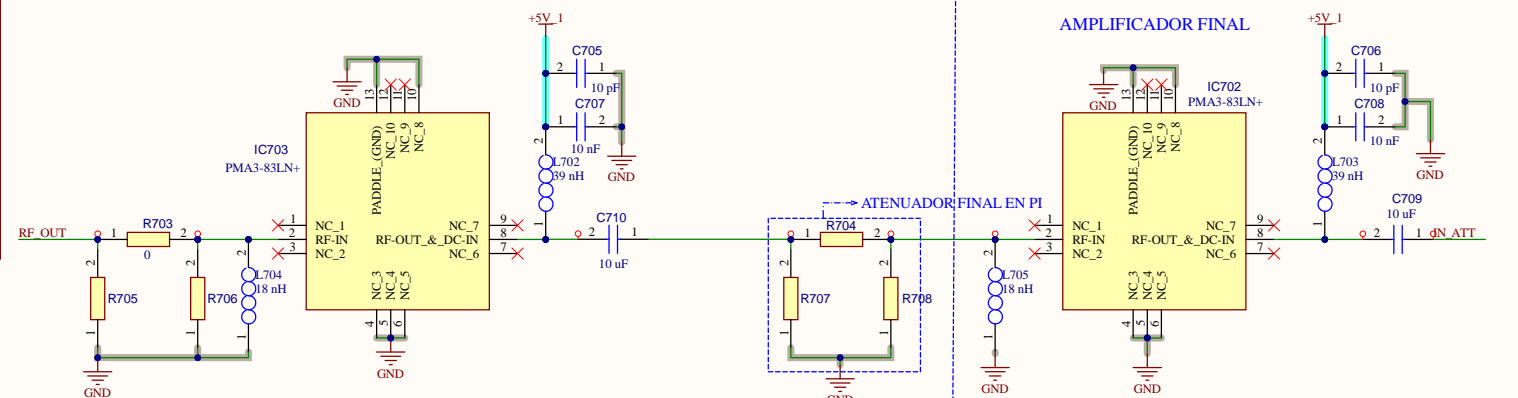 +5V_1
AMPLIFICADOR FINAL
+5V_1
C705
2 1
10 pF
C707
1 2
10 nF
GND
GND
13
12
11
10
PADDLE_(GND)
NC_10
NC_9
NC_8
IC703
PMA3-83LN+
2
L702
39 nH
1
RF_OUT
R703
1 2
0
1
2
3
NC_1
RF-IN
NC_2
NC_7
RF-OUT_&_DC-IN
NC_6
9
8
7
C710
2 1
10 uF
2
R705
1
2
R706
1
2
L704
18 nH
1
GND
NC_3
NC_4
NC_5
4
5
6
GND
ATENUADOR FINAL EN PI
R704
1 2
2
R707
1
2
R708
1
GND
2
L705
18 nH
1
GND
GND
13
12
11
10
IC702
PMA3-83LN+
PADDLE_(GND)
NC_10
NC_9
NC_8
1
2
3
NC_1
RF-IN
NC_2
NC_7
RF-OUT_&_DC-IN
NC_6
9
8
7
NC_3
NC_4
NC_5
4
5
6
GND
C706
2 1
10 pF
C708
1 2
10 nF
GND
2
L703
39 nH
1
C709
10 uF
2 1
IN_ATT